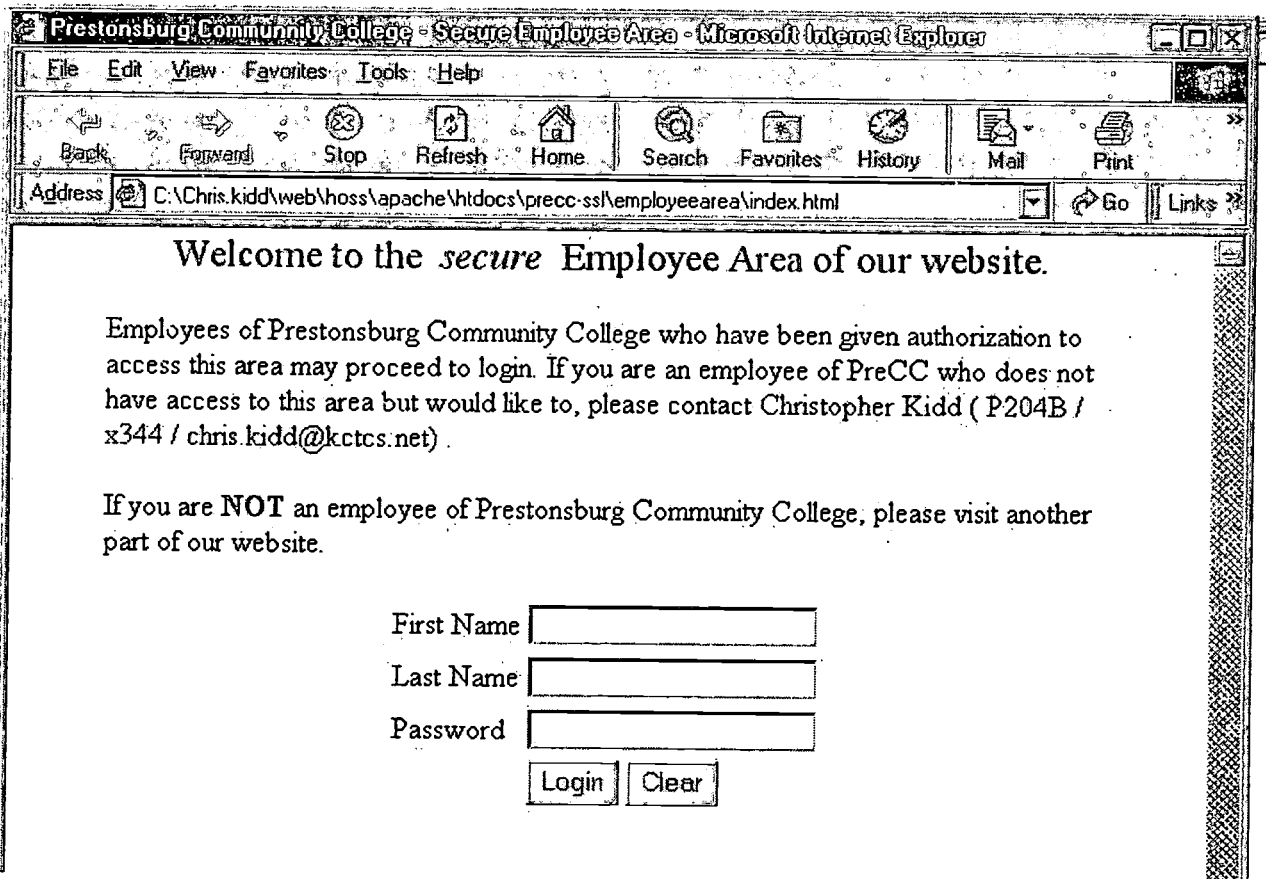 Prestonsburg Community College - Secure Employee Area - Microsoft Internet Explorer
File Edit View Favorites Tools Help
Back Forward Stop Refresh Home Search Favorites History Mail Print »
Address C:\Chris.kidd\web\hoss\apache\htdocs\precc-ssl\employeearea\index.html Go Links »
Welcome to the secure Employee Area of our website.
Employees of Prestonsburg Community College who have been given authorization to
access this area may proceed to login. If you are an employee of PreCC who does not
have access to this area but would like to, please contact Christopher Kidd ( P204B /
x344 / chris.kidd@kctcs.net) .
If you are NOT an employee of Prestonsburg Community College, please visit another
part of our website.
First Name
Last Name
Password
Login Clear